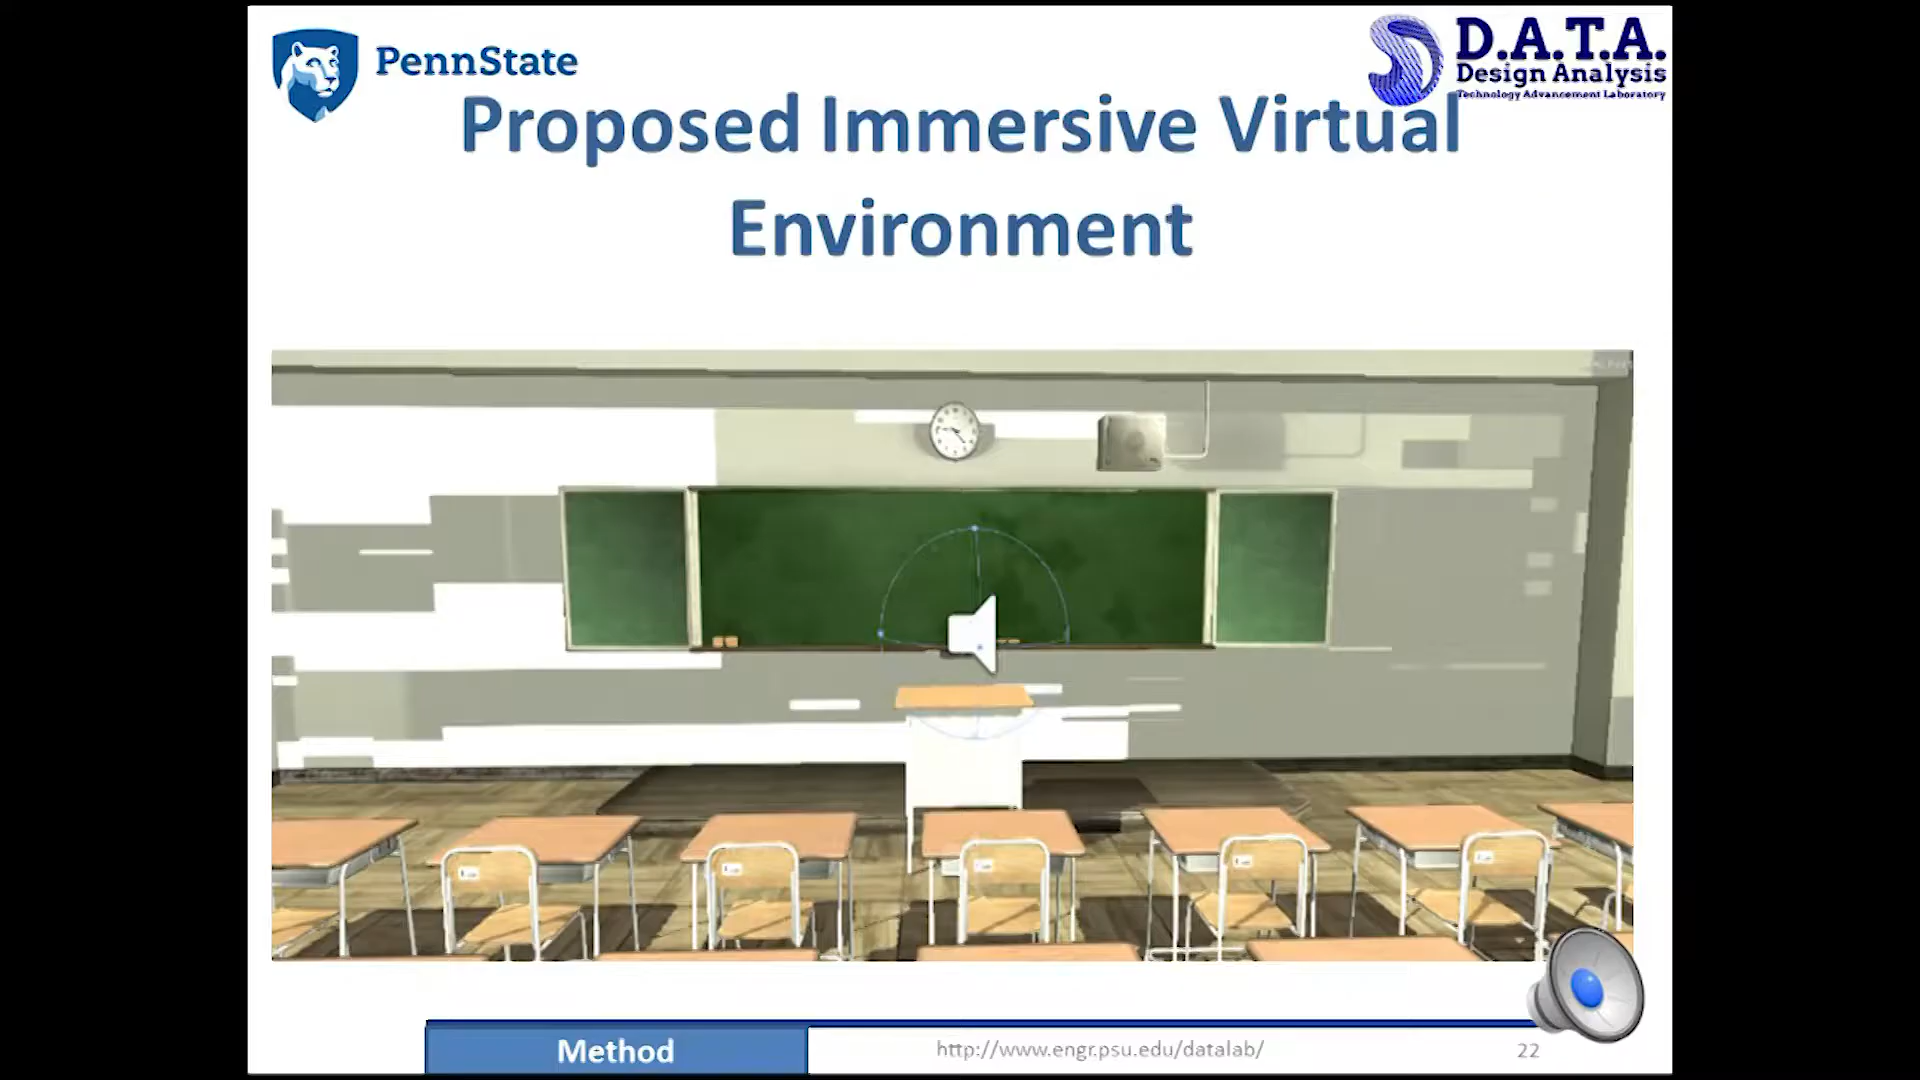 PennState
D.A.T.A.
Design Analysis
Technology Advancement Laboratory
Proposed Immersive Virtual
Environment
Method
http://www.engr.psu.edu/datalab/
22